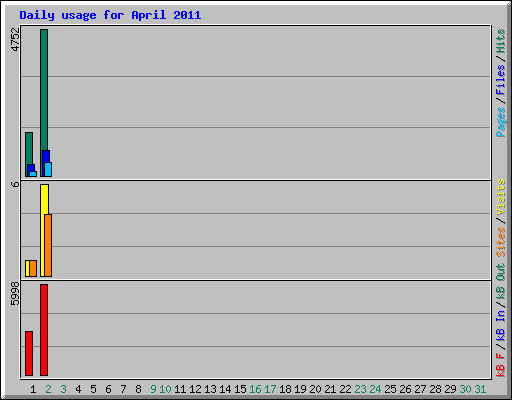 Daily usage for April 2011
4752
Pages / Files / Hits
6
Sites / Visits
5998
kB F / kB In / kB Out
1 2 3 4 5 6 7 8 9 10 11 12 13 14 15 16 17 18 19 20 21 22 23 24 25 26 27 28 29 30 31